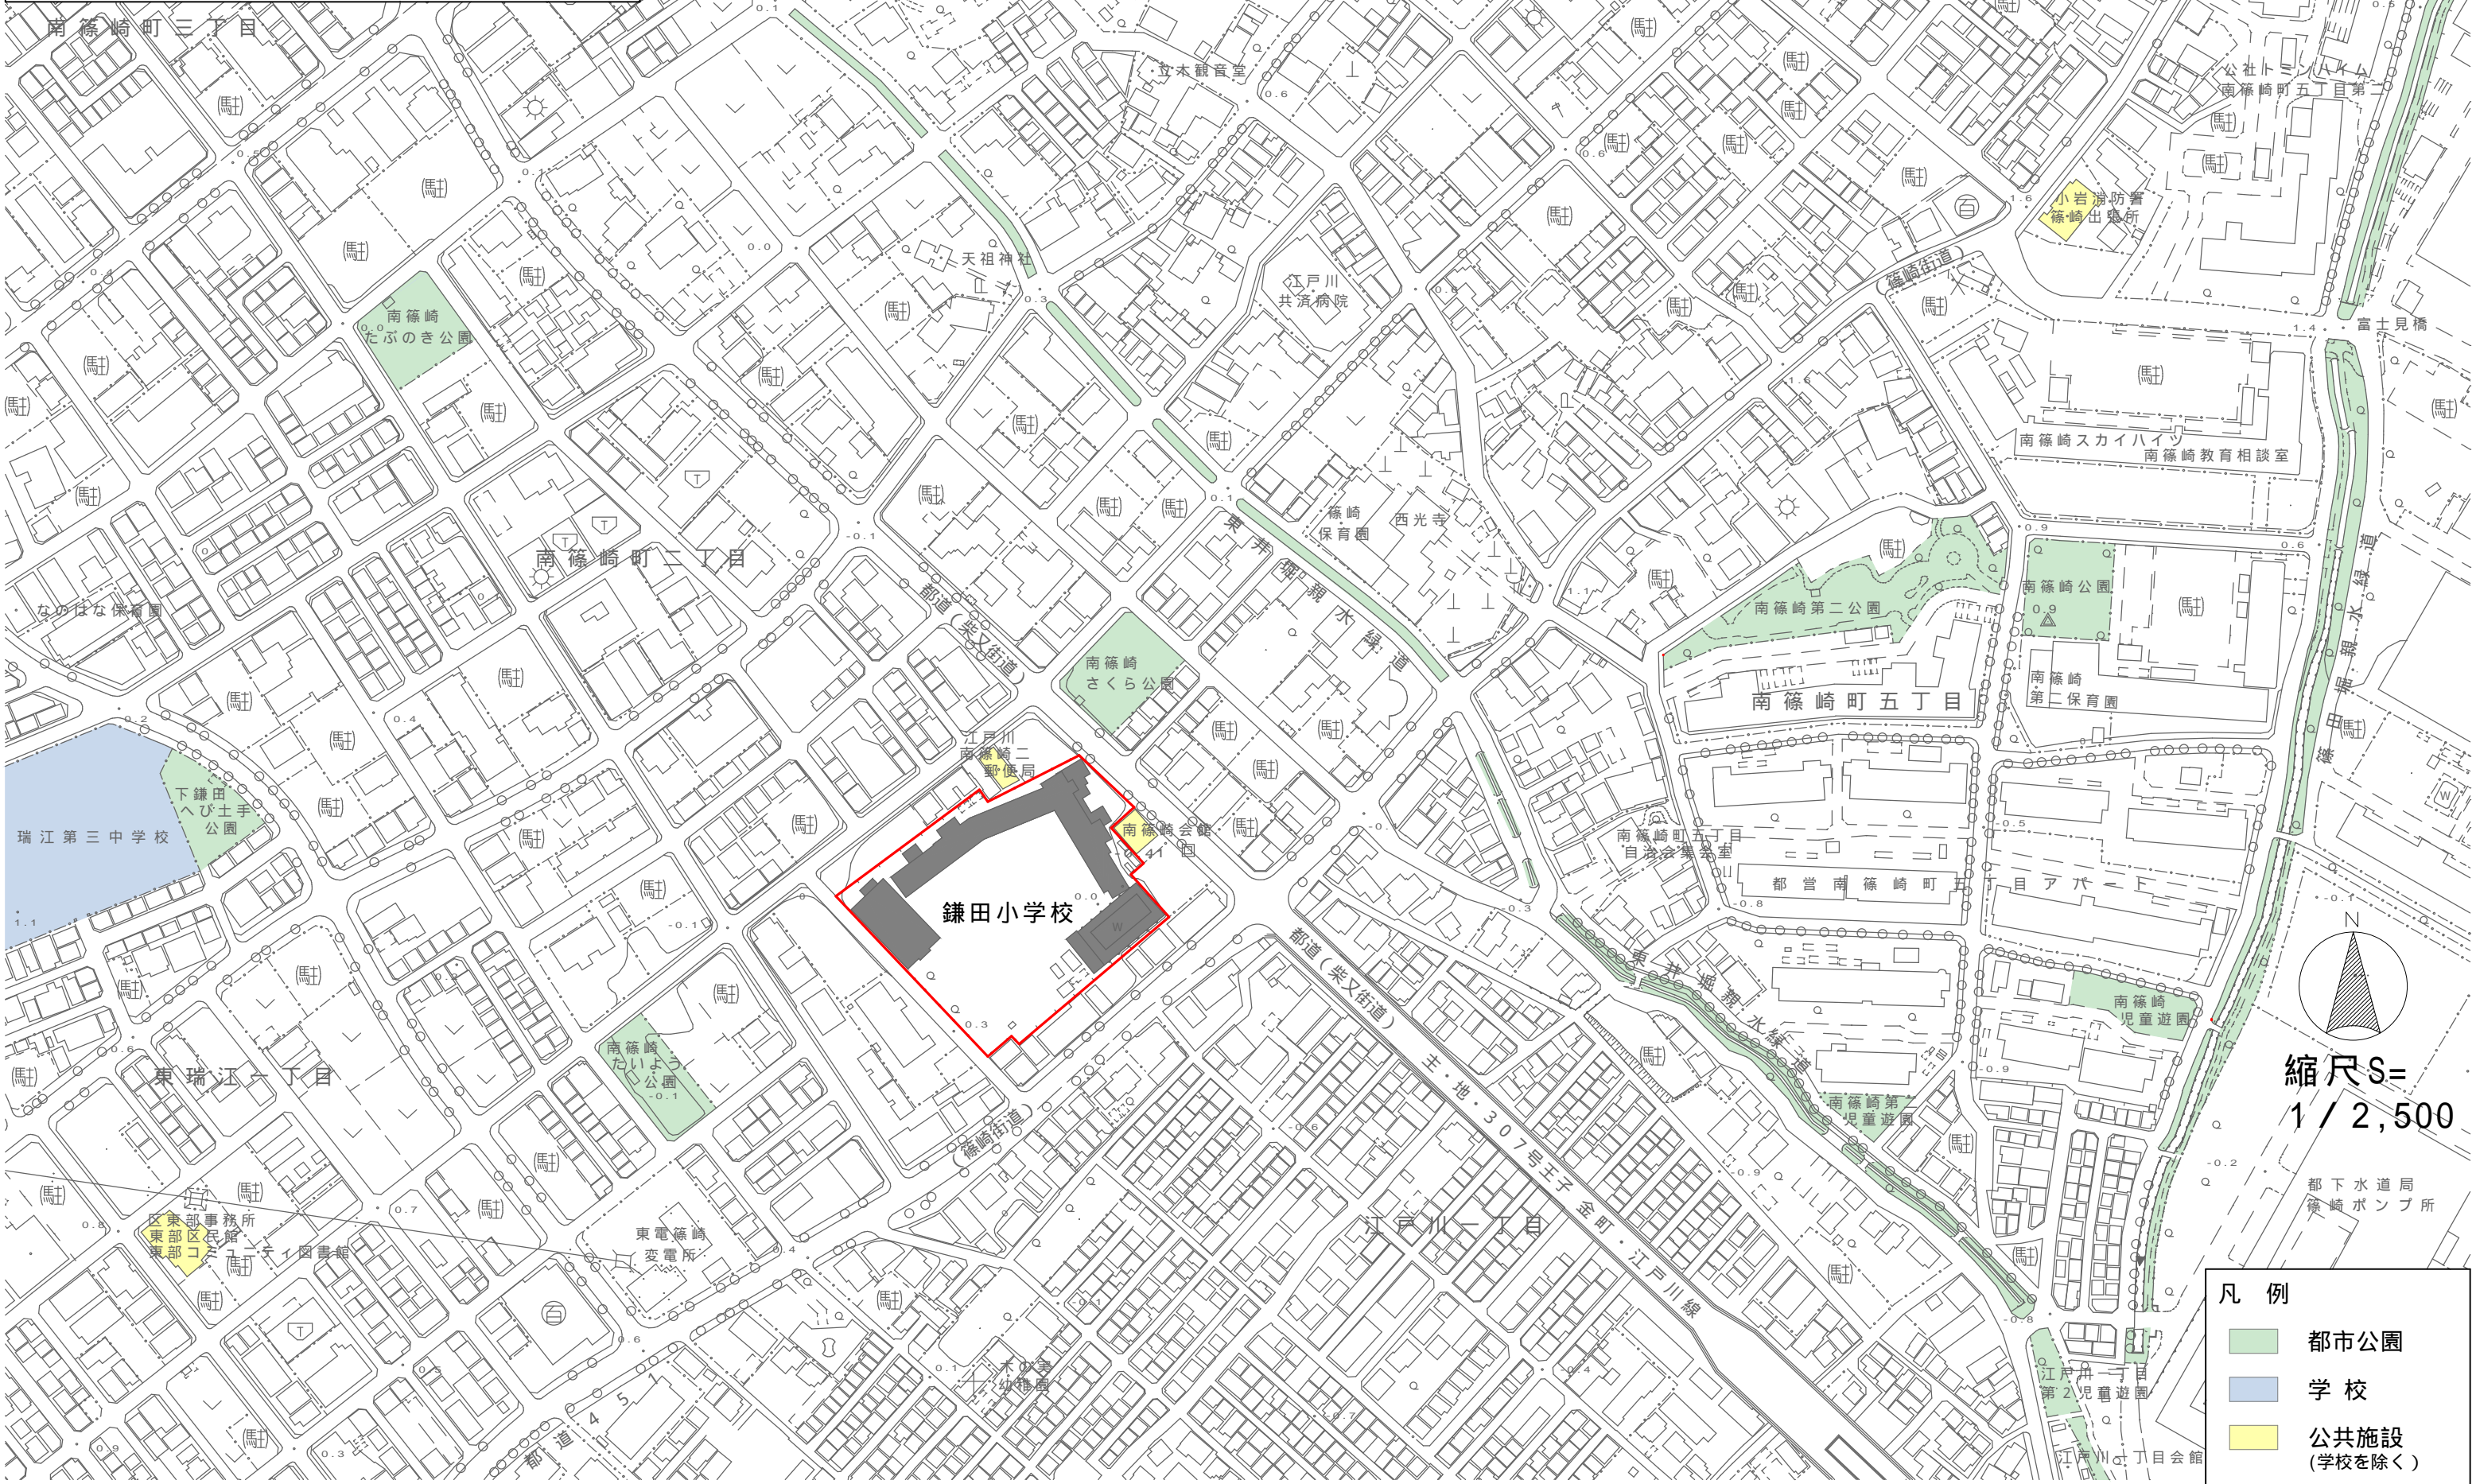 南篠崎町三丁目
立木観音堂
公社トミンハイム
南篠崎町五丁目第二
小岩消防署
篠崎出張所
天祖神社
江戸川
共済病院
(篠崎街道)
富士見橋
南篠崎
たぶのき公園
南篠崎スカイハイツ
南篠崎教育相談室
篠崎
保育園
西光寺
東井堀親水緑道
南篠崎町二丁目
都道(柴又街道)
なのはな保育園
南篠崎第二公園
南篠崎公園
0.9
篠田堀親水緑道
南篠崎
さくら公園
南篠崎町五丁目
南篠崎
第二保育園
江戸川
南篠崎二
郵便局
下鎌田
へび土手
公園
瑞江第三中学校
南篠崎会館
南篠崎町五丁目
自治会集会室
都営南篠崎町五丁目アパート
鎌田小学校
都道(柴又街道)
東井堀親水緑道
N
南篠崎
児童遊園
縮尺S=
1/2,500
南篠崎
たいよう
公園
-0.1
東瑞江一丁目
(篠崎街道)
主・地・307号王子金町・江戸川線
南篠崎第二
児童遊園
都下水道局
篠崎ポンプ所
区東部事務所
東部区民館
東部コミュニティ図書館
東電篠崎
変電所
江戸川一丁目
木の実
幼稚園
都道451
江戸川一丁目
第2児童遊園
江戸川一丁目会館
凡 例
都市公園
学 校
公共施設
(学校を除く)